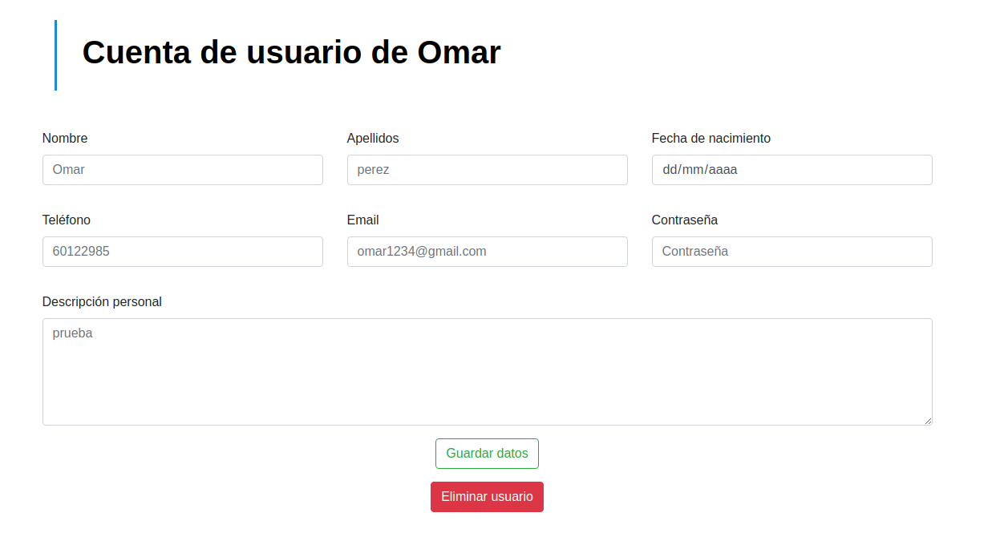 Cuenta de usuario de Omar
Nombre
Apellidos
Fecha de nacimiento
Omar
perez
dd/mm/aaaa
Teléfono
Email
Contraseña
60122985
omar1234@gmail.com
Contraseña
Descripción personal
prueba
Guardar datos
Eliminar usuario